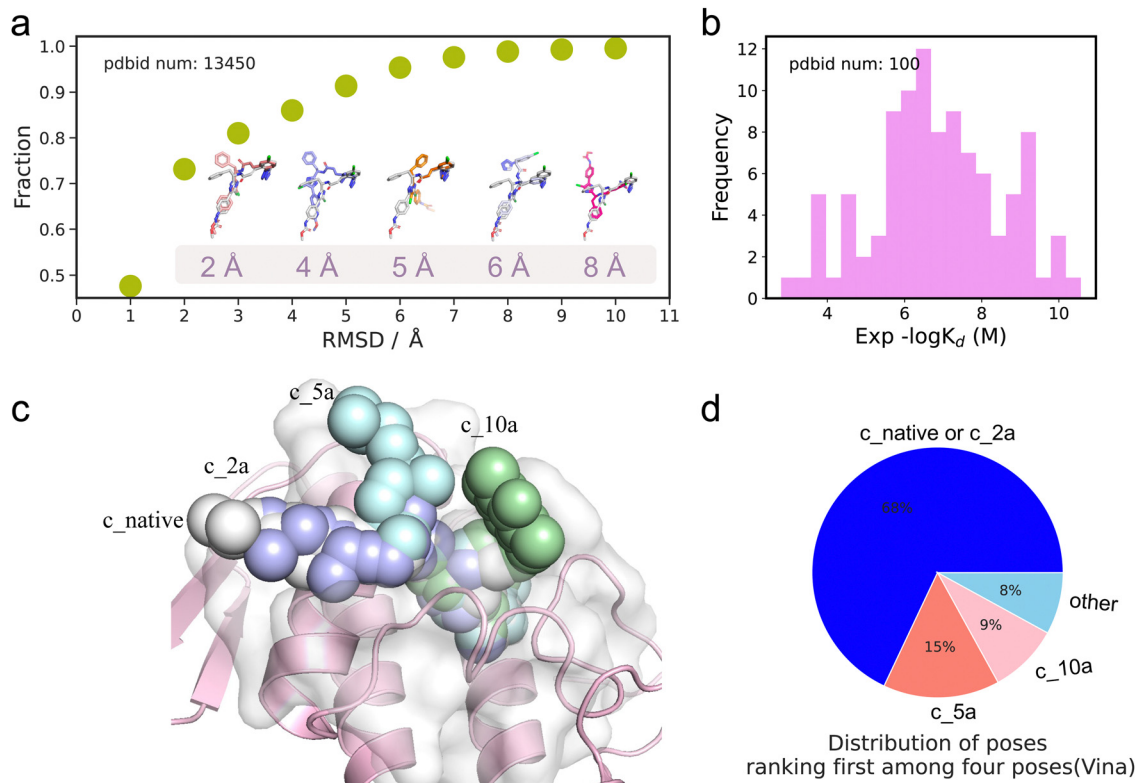 a
pdbid num: 13450
1.0
0.9
0.8
0.7
0.6
0.5
Fraction
2 Å 4 Å 5 Å 6 Å 8 Å
0 1 2 3 4 5 6 7 8 9 10 11
RMSD / Å
b
pdbid num: 100
12
10
8
6
4
2
0
Frequency
4 6 8 10
Exp -logK_d (M)
c
c_5a
c_10a
c_2a
c_native
d
c_native or c_2a
68%
8%
other
9%
15%
c_10a
c_5a
Distribution of poses
ranking first among four poses(Vina)